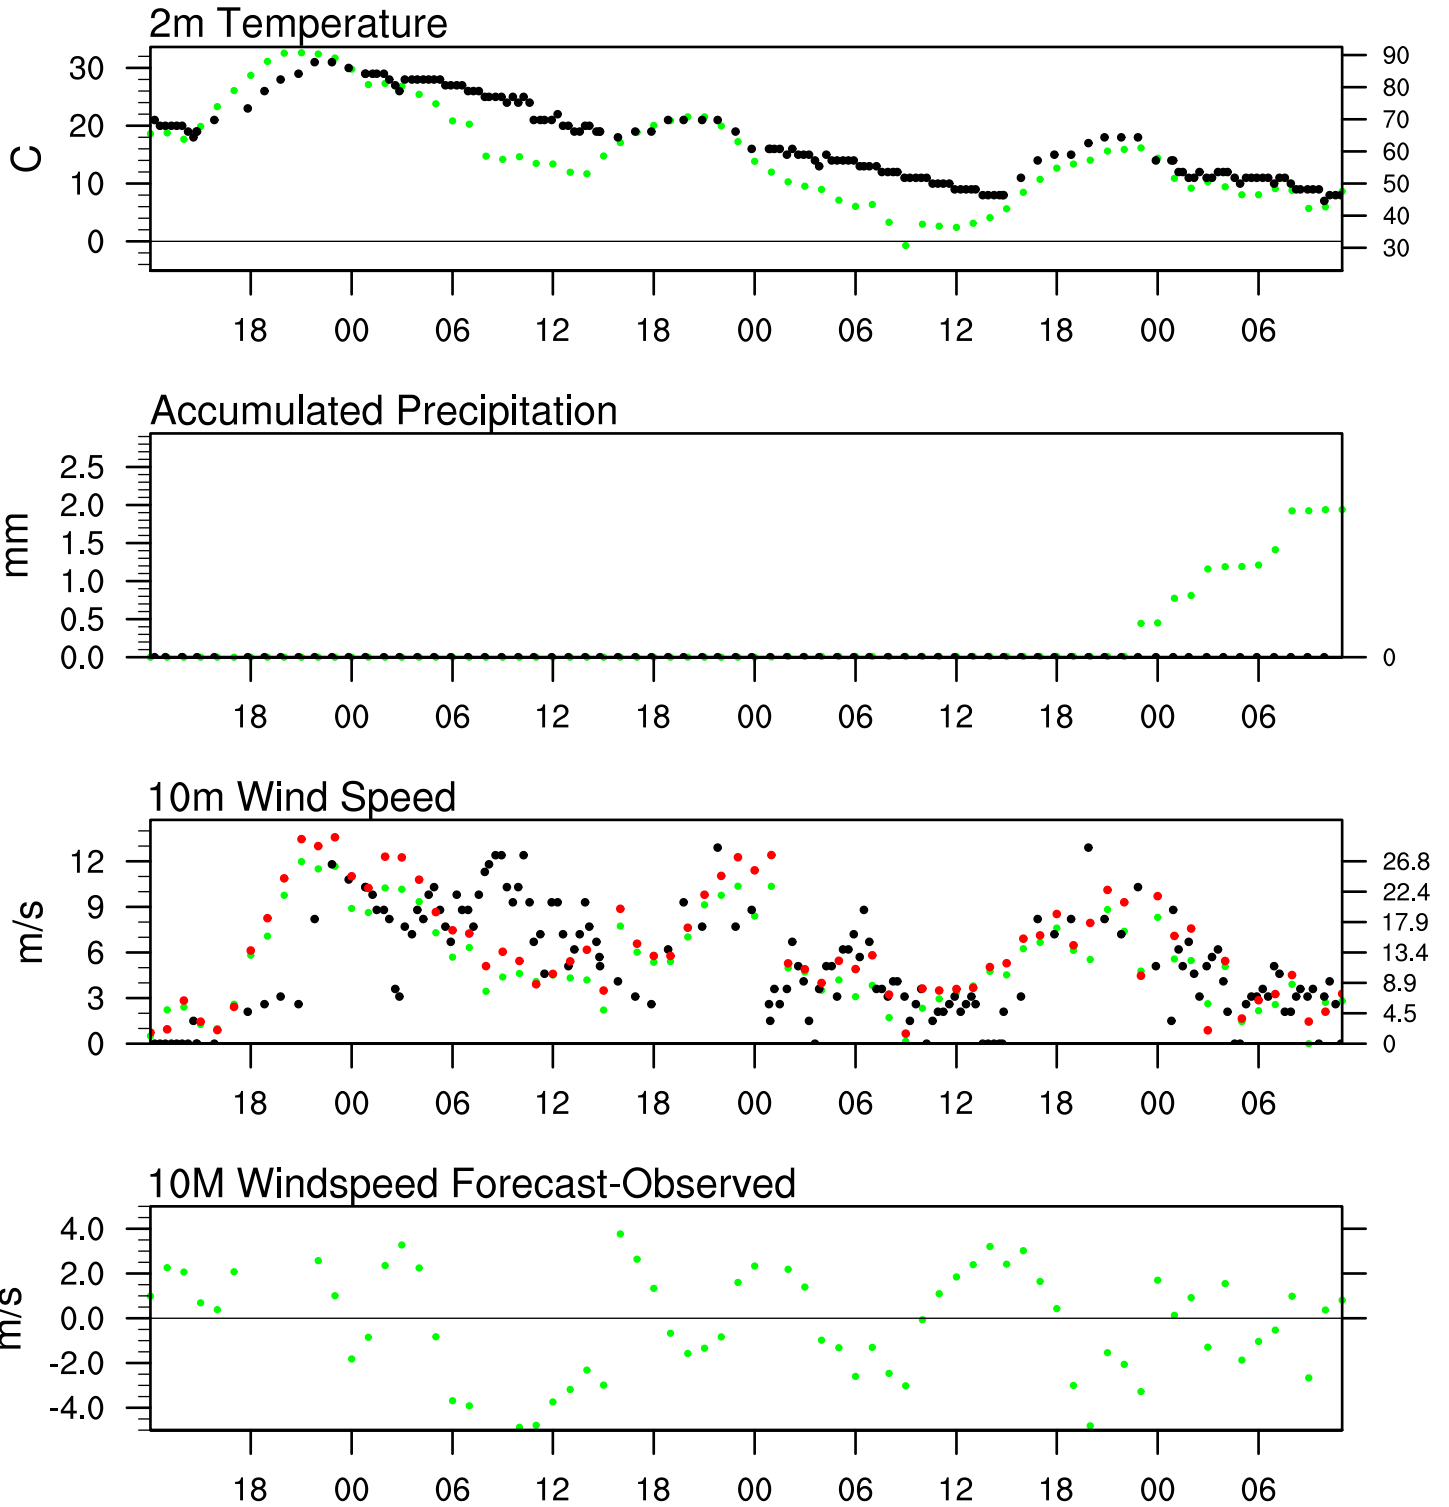 2m Temperature
30
20
10
0
C
90
80
70
60
50
40
30
18 00 06 12 18 00 06 12 18 00 06
Accumulated Precipitation
2.5
2.0
1.5
1.0
0.5
0.0
mm
0
18 00 06 12 18 00 06 12 18 00 06
10m Wind Speed
12
9
6
3
0
m/s
26.8
22.4
17.9
13.4
8.9
4.5
0
18 00 06 12 18 00 06 12 18 00 06
10M Windspeed Forecast-Observed
4.0
2.0
0.0
-2.0
-4.0
m/s
18 00 06 12 18 00 06 12 18 00 06